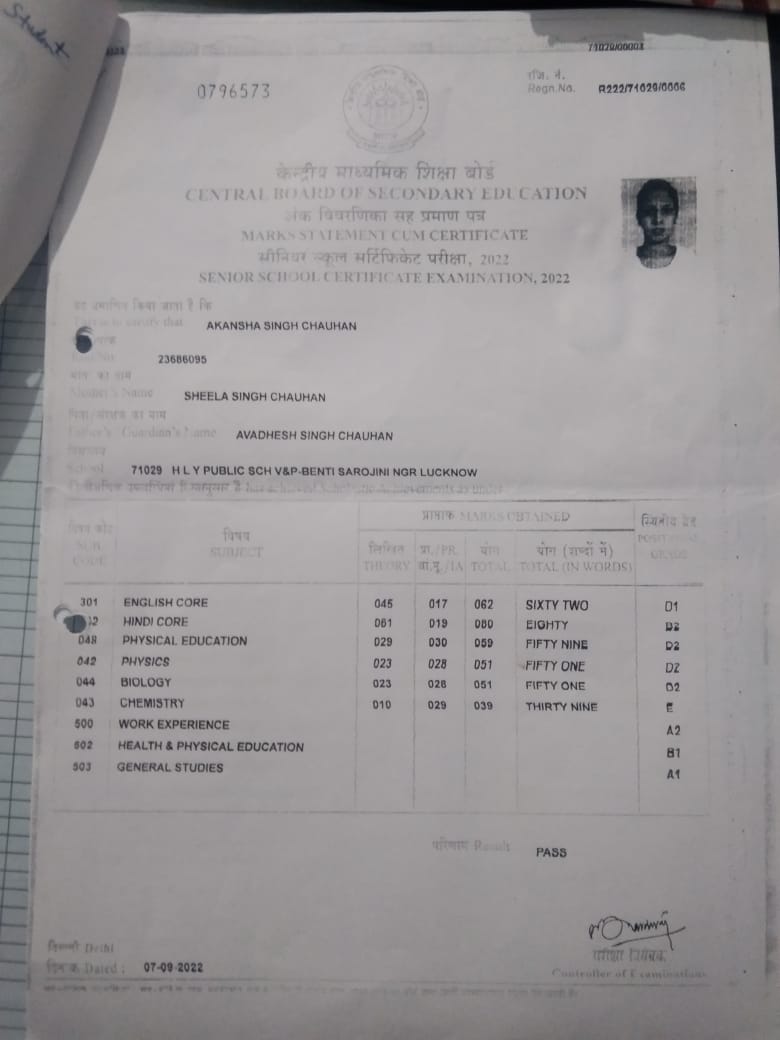 Student
71029/00003
0796573
रजि. नं.
Regn.No. R222/71029/0006
केन्द्रीय माध्यमिक शिक्षा बोर्ड
CENTRAL BOARD OF SECONDARY EDUCATION
अंक विवरणिका सह प्रमाण पत्र
MARKS STATEMENT CUM CERTIFICATE
सीनियर स्कूल सर्टिफिकेट परीक्षा, 2022
SENIOR SCHOOL CERTIFICATE EXAMINATION, 2022
यह प्रमाणित किया जाता है कि
This is to certify that AKANSHA SINGH CHAUHAN
Roll No. 23686095
माता का नाम
Mother's Name SHEELA SINGH CHAUHAN
पिता/संरक्षक का नाम
Father's / Guardian's Name AVADHESH SINGH CHAUHAN
विद्यालय
School 71029 H L Y PUBLIC SCH V&P-BENTI SAROJINI NGR LUCKNOW
has achieved Scholastic Achievements as under
विषय कोड विषय प्राप्तांक MARKS OBTAINED स्थितीय ग्रेड
SUB. CODE SUBJECT लिखित प्रा./PR. योग योग (शब्दों में) POSITIONAL GRADE
THEORY आं.मू./IA TOTAL TOTAL (IN WORDS)
301 ENGLISH CORE 045 017 062 SIXTY TWO D1
02 HINDI CORE 061 019 080 EIGHTY D2
048 PHYSICAL EDUCATION 029 030 059 FIFTY NINE D2
042 PHYSICS 023 028 051 FIFTY ONE D2
044 BIOLOGY 023 028 051 FIFTY ONE D2
043 CHEMISTRY 010 029 039 THIRTY NINE E
500 WORK EXPERIENCE A2
502 HEALTH & PHYSICAL EDUCATION B1
503 GENERAL STUDIES A1
परिणाम Result PASS
दिल्ली Delhi
दिनांक Dated : 07-09-2022
परीक्षा नियंत्रक
Controller of Examinations